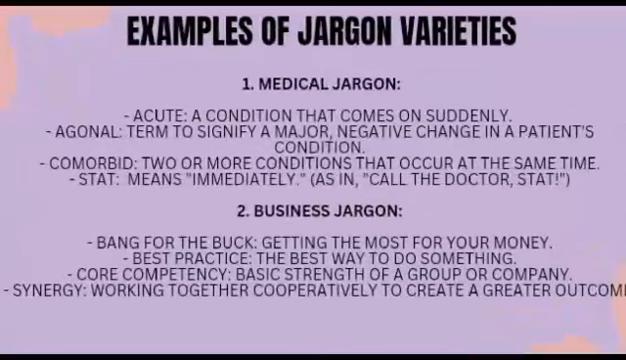 EXAMPLES OF JARGON VARIETIES
1. MEDICAL JARGON:
- ACUTE: A CONDITION THAT COMES ON SUDDENLY.
- AGONAL: TERM TO SIGNIFY A MAJOR, NEGATIVE CHANGE IN A PATIENT'S
CONDITION.
- COMORBID: TWO OR MORE CONDITIONS THAT OCCUR AT THE SAME TIME.
- STAT: MEANS "IMMEDIATELY." (AS IN, "CALL THE DOCTOR, STAT!")
2. BUSINESS JARGON:
- BANG FOR THE BUCK: GETTING THE MOST FOR YOUR MONEY.
- BEST PRACTICE: THE BEST WAY TO DO SOMETHING.
- CORE COMPETENCY: BASIC STRENGTH OF A GROUP OR COMPANY.
- SYNERGY: WORKING TOGETHER COOPERATIVELY TO CREATE A GREATER